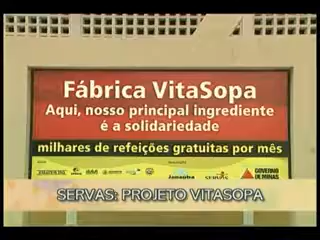 Fábrica VitaSopa
Aqui, nosso principal ingrediente
é a solidariedade
milhares de refeições gratuitas por mês
SERVAS
GOVERNO
DE MINAS
SERVAS: PROJETO VITASOPA